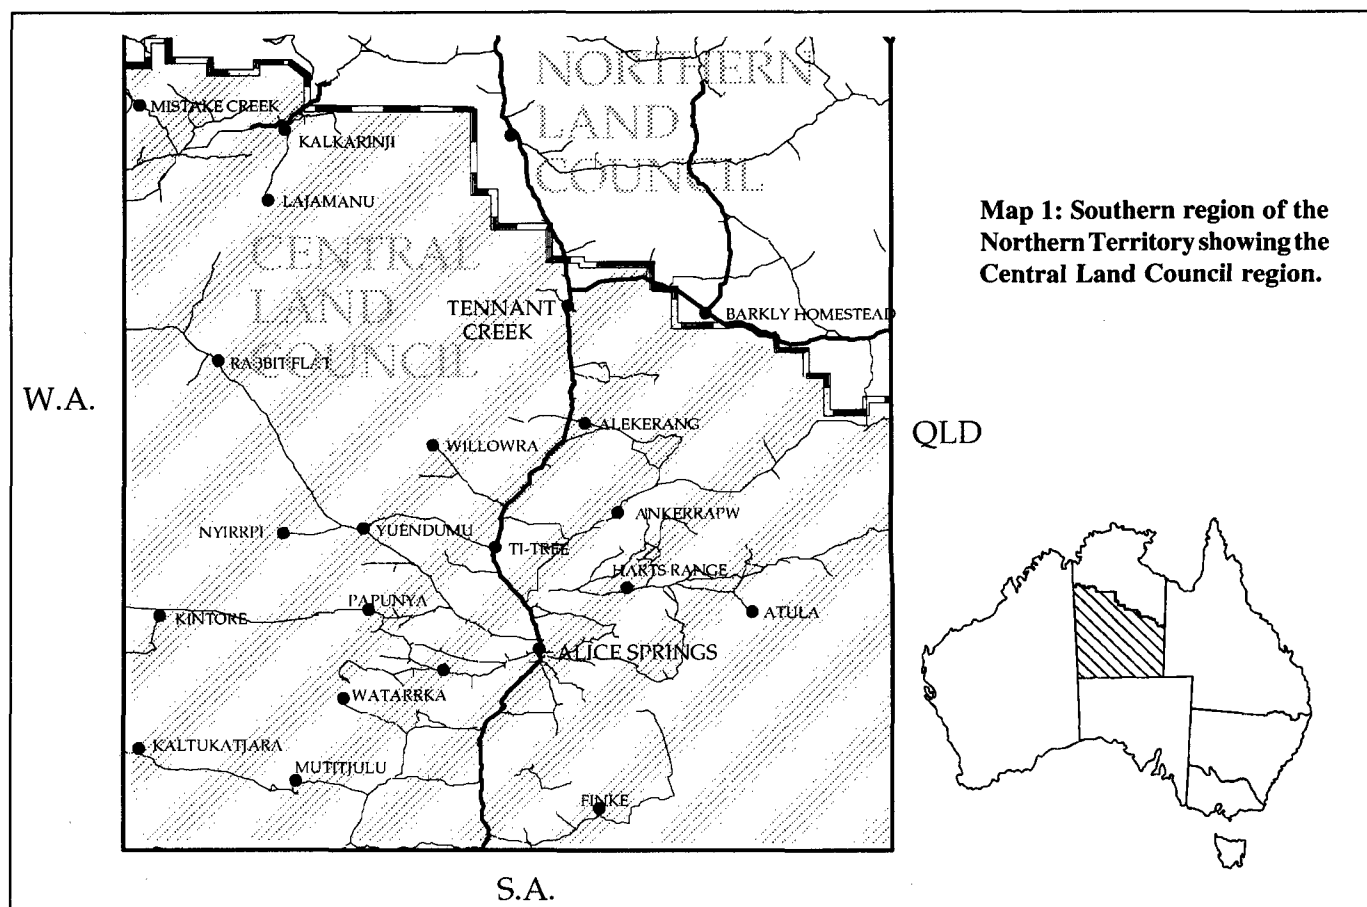 NORTHERN
LAND
COUNCIL
MISTAKE CREEK
KALKARINJI
LAJAMANU
CENTRAL
LAND
COUNCIL
Map 1: Southern region of the
Northern Territory showing the
Central Land Council region.
TENNANT
CREEK
BARKLY HOMESTEAD
RABBIT FLAT
W.A.
QLD
ALEKERANG
WILLOWRA
ANKERRAPW
NYIRRPI
YUENDUMU
TI-TREE
HARTS RANGE
PAPUNYA
KINTORE
ATULA
ALICE SPRINGS
WATARRKA
KALTUKATJARA
MUTITJULU
FINKE
S.A.